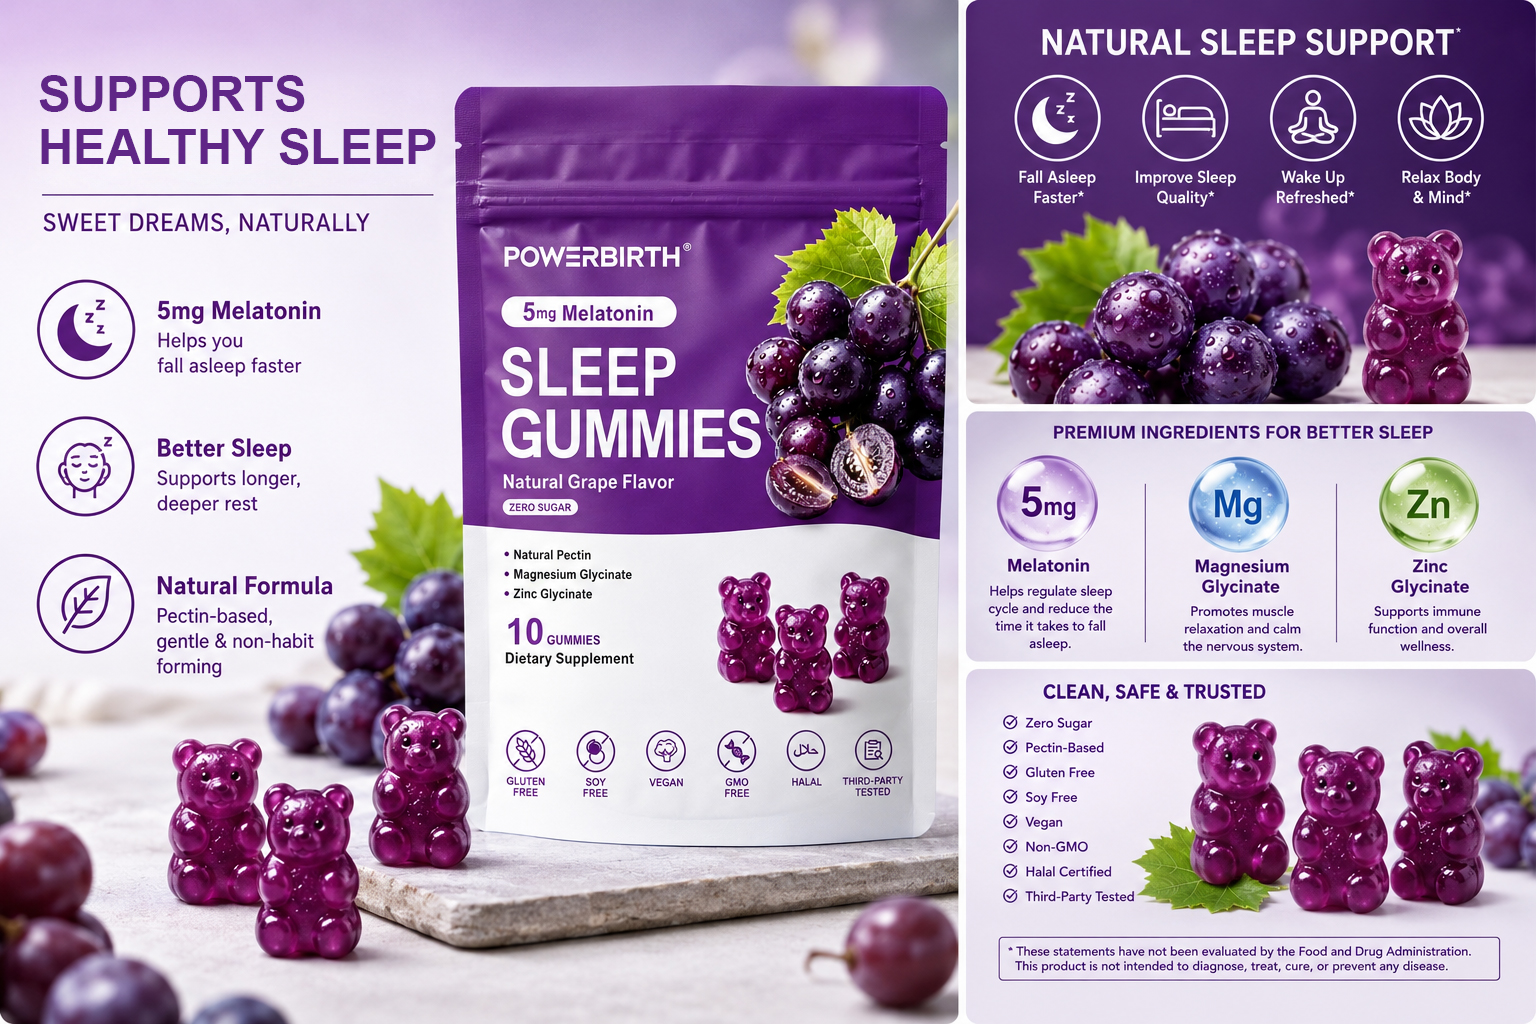 SUPPORTS
HEALTHY SLEEP
SWEET DREAMS, NATURALLY
z
z
z
5mg Melatonin
Helps you
fall asleep faster
z
Better Sleep
Supports longer,
deeper rest
Natural Formula
Pectin-based,
gentle & non-habit
forming
POWERBIRTH®
5mg Melatonin
SLEEP
GUMMIES
Natural Grape Flavor
ZERO SUGAR
• Natural Pectin
• Magnesium Glycinate
• Zinc Glycinate
10 GUMMIES
Dietary Supplement
حلال
GLUTEN
FREE
SOY
FREE
VEGAN
GMO
FREE
HALAL
THIRD-PARTY
TESTED
NATURAL SLEEP SUPPORT*
z
z
z
Fall Asleep
Faster*
Improve Sleep
Quality*
Wake Up
Refreshed*
Relax Body
& Mind*
PREMIUM INGREDIENTS FOR BETTER SLEEP
5mg
Melatonin
Helps regulate sleep
cycle and reduce the
time it takes to fall
asleep.
Mg
Magnesium
Glycinate
Promotes muscle
relaxation and calm
the nervous system.
Zn
Zinc
Glycinate
Supports immune
function and overall
wellness.
CLEAN, SAFE & TRUSTED
Zero Sugar
Pectin-Based
Gluten Free
Soy Free
Vegan
Non-GMO
Halal Certified
Third-Party Tested
* These statements have not been evaluated by the Food and Drug Administration.
This product is not intended to diagnose, treat, cure, or prevent any disease.